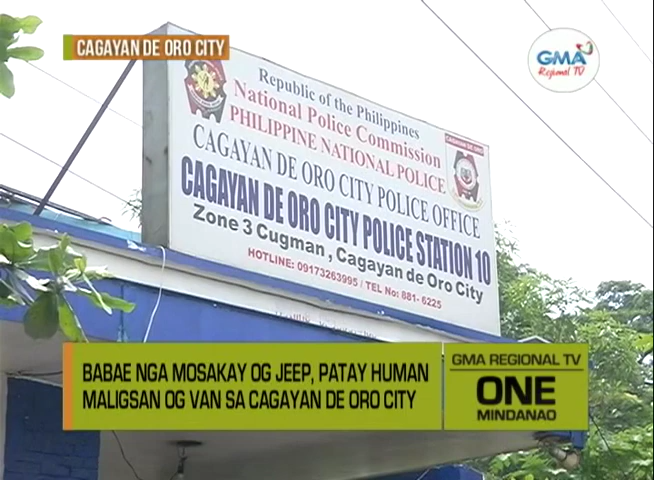 CAGAYAN DE ORO CITY
GMA
Regional TV
Republic of the Philippines
National Police Commission
PHILIPPINE NATIONAL POLICE
CAGAYAN DE ORO CITY POLICE OFFICE
CAGAYAN DE ORO CITY POLICE STATION 10
Zone 3 Cugman , Cagayan de Oro City
HOTLINE: 09173263995 / TEL No: 881- 6225
CAGAYAN DE ORO
BABAE NGA MOSAKAY OG JEEP, PATAY HUMAN
MALIGSAN OG VAN SA CAGAYAN DE ORO CITY
GMA REGIONAL TV
ONE
MINDANAO